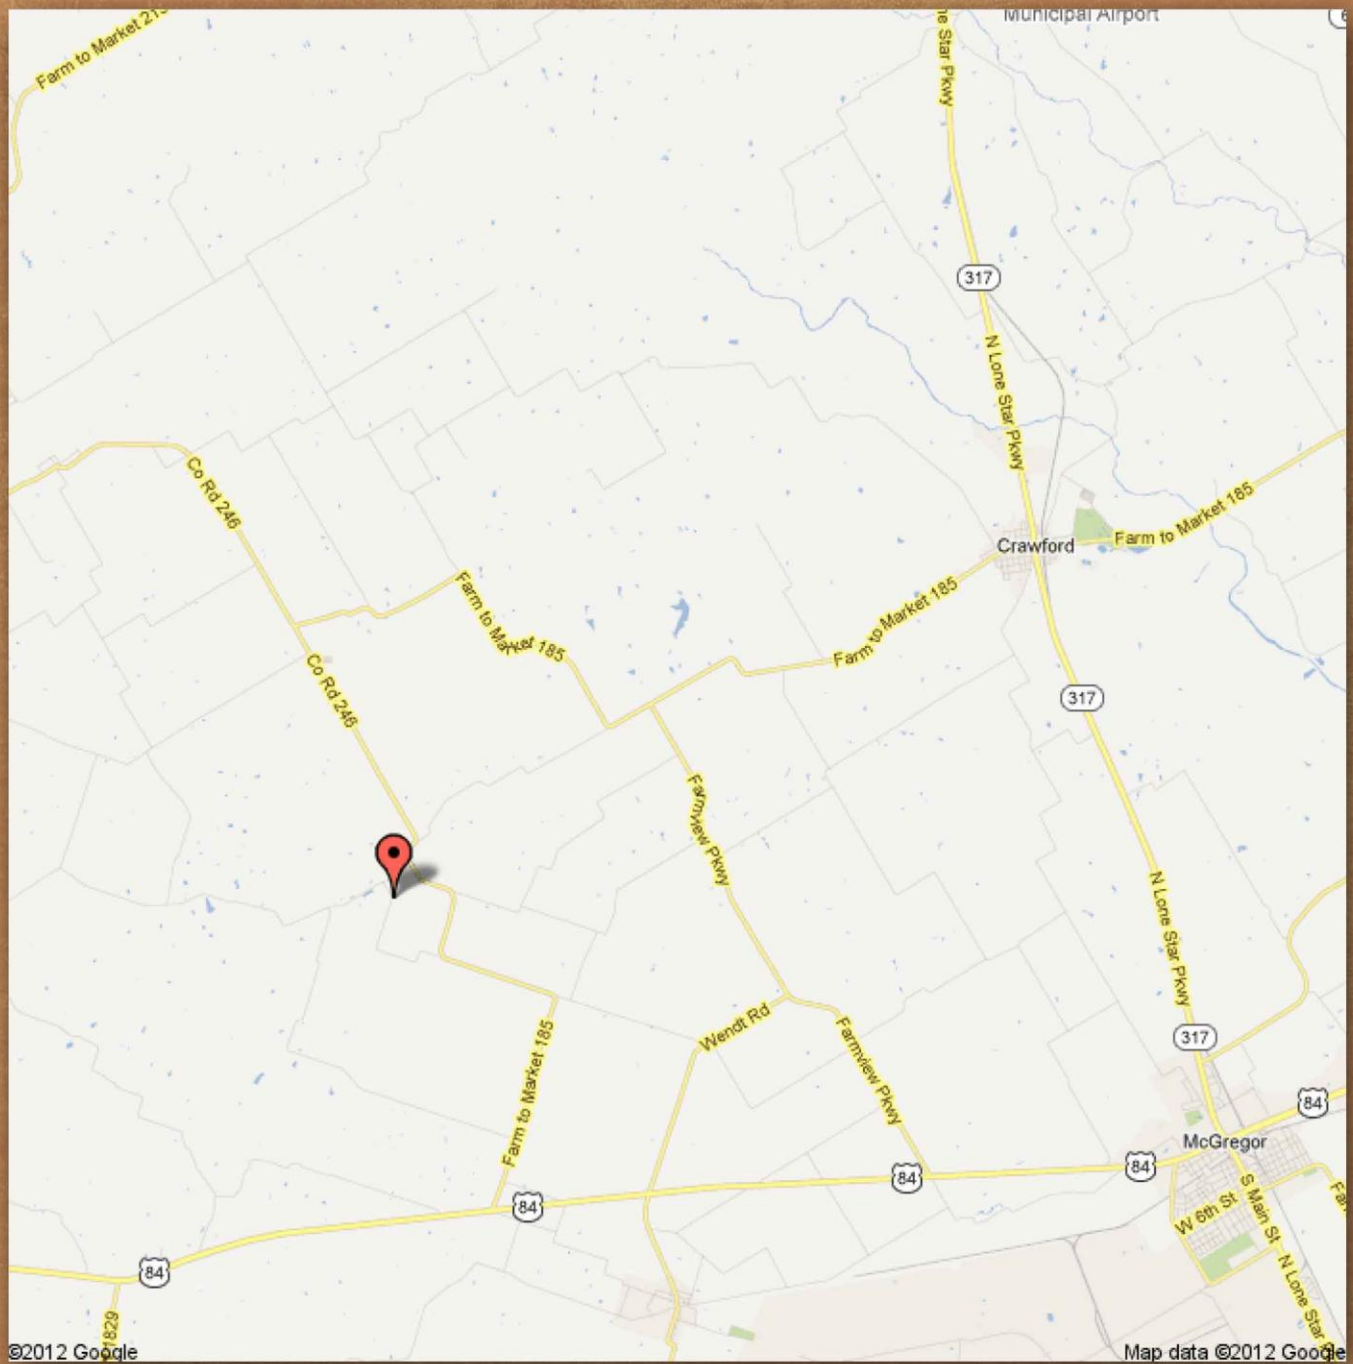 Municipal Airport
Farm to Market
Star Pkwy
317
N Lone Star Pkwy
Co Rd 246
Farm to Market 185
Crawford
Farm to Market 185
Farm to Market 185
Co Rd 246
317
Farmview Pkwy
N Lone Star Pkwy
Wendt Rd
Farmview Pkwy
317
Farm to Market 185
84
McGregor
84
84
84
S Main St
W 6th St
84
N Lone Star
1829
©2012 Google
Map data ©2012 Google